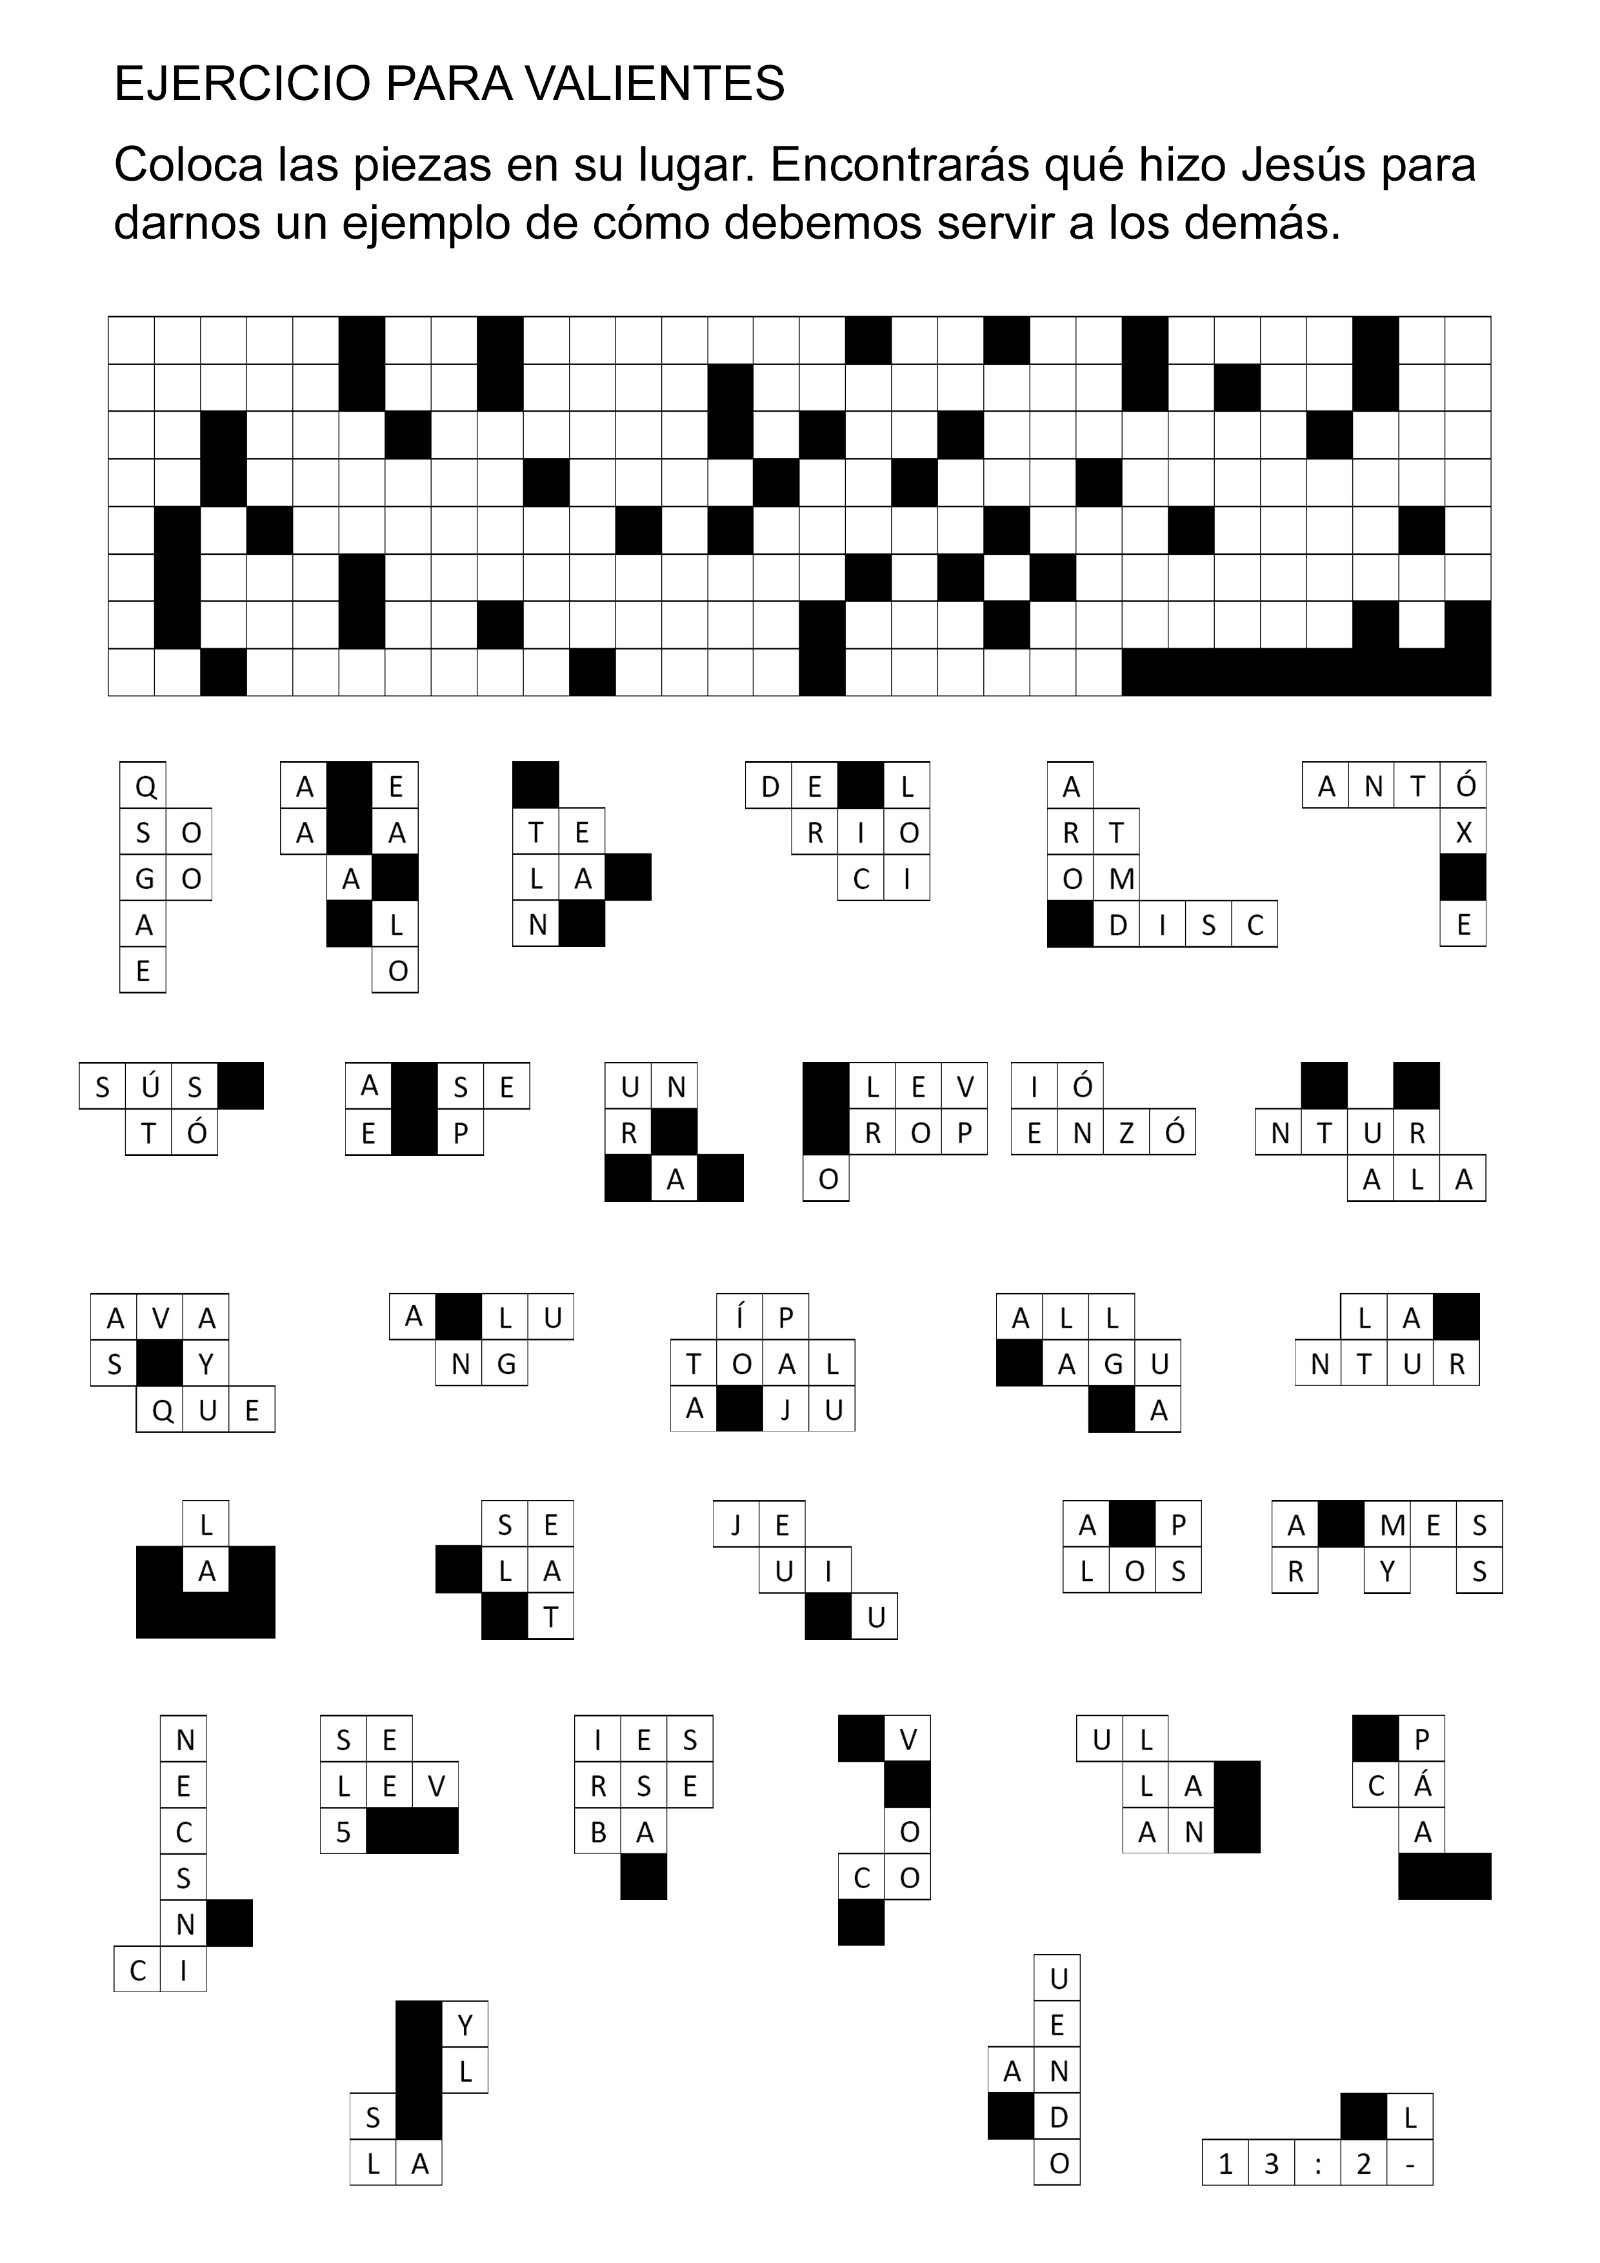 EJERCICIO PARA VALIENTES
Coloca las piezas en su lugar. Encontrarás qué hizo Jesús para
darnos un ejemplo de cómo debemos servir a los demás.
Q
S O
G O
A
E
A E
A A
A
L
O
T E
L A
N
D E L
R I O
C I
A
R T
O M
D I S C
A N T Ó
X
E
S Ú S
T Ó
A S E
E P
U N
R
A
L E V
R O P
O
I Ó
E N Z Ó
N T U R
A L A
A V A
S Y
Q U E
A L U
N G
Í P
T O A L
A J U
A L L
A G U
A
L A
N T U R
L
A
S E
L A
T
J E
U I
U
A P
L O S
A M E S
R Y S
N
E
C
S
N
C I
S E
L E V
5
I E S
R S E
B A
V
O
C O
U L
L A
A N
P
C Á
A
Y
L
S
L A
U
E
A N
D
O
L
1 3 : 2 -